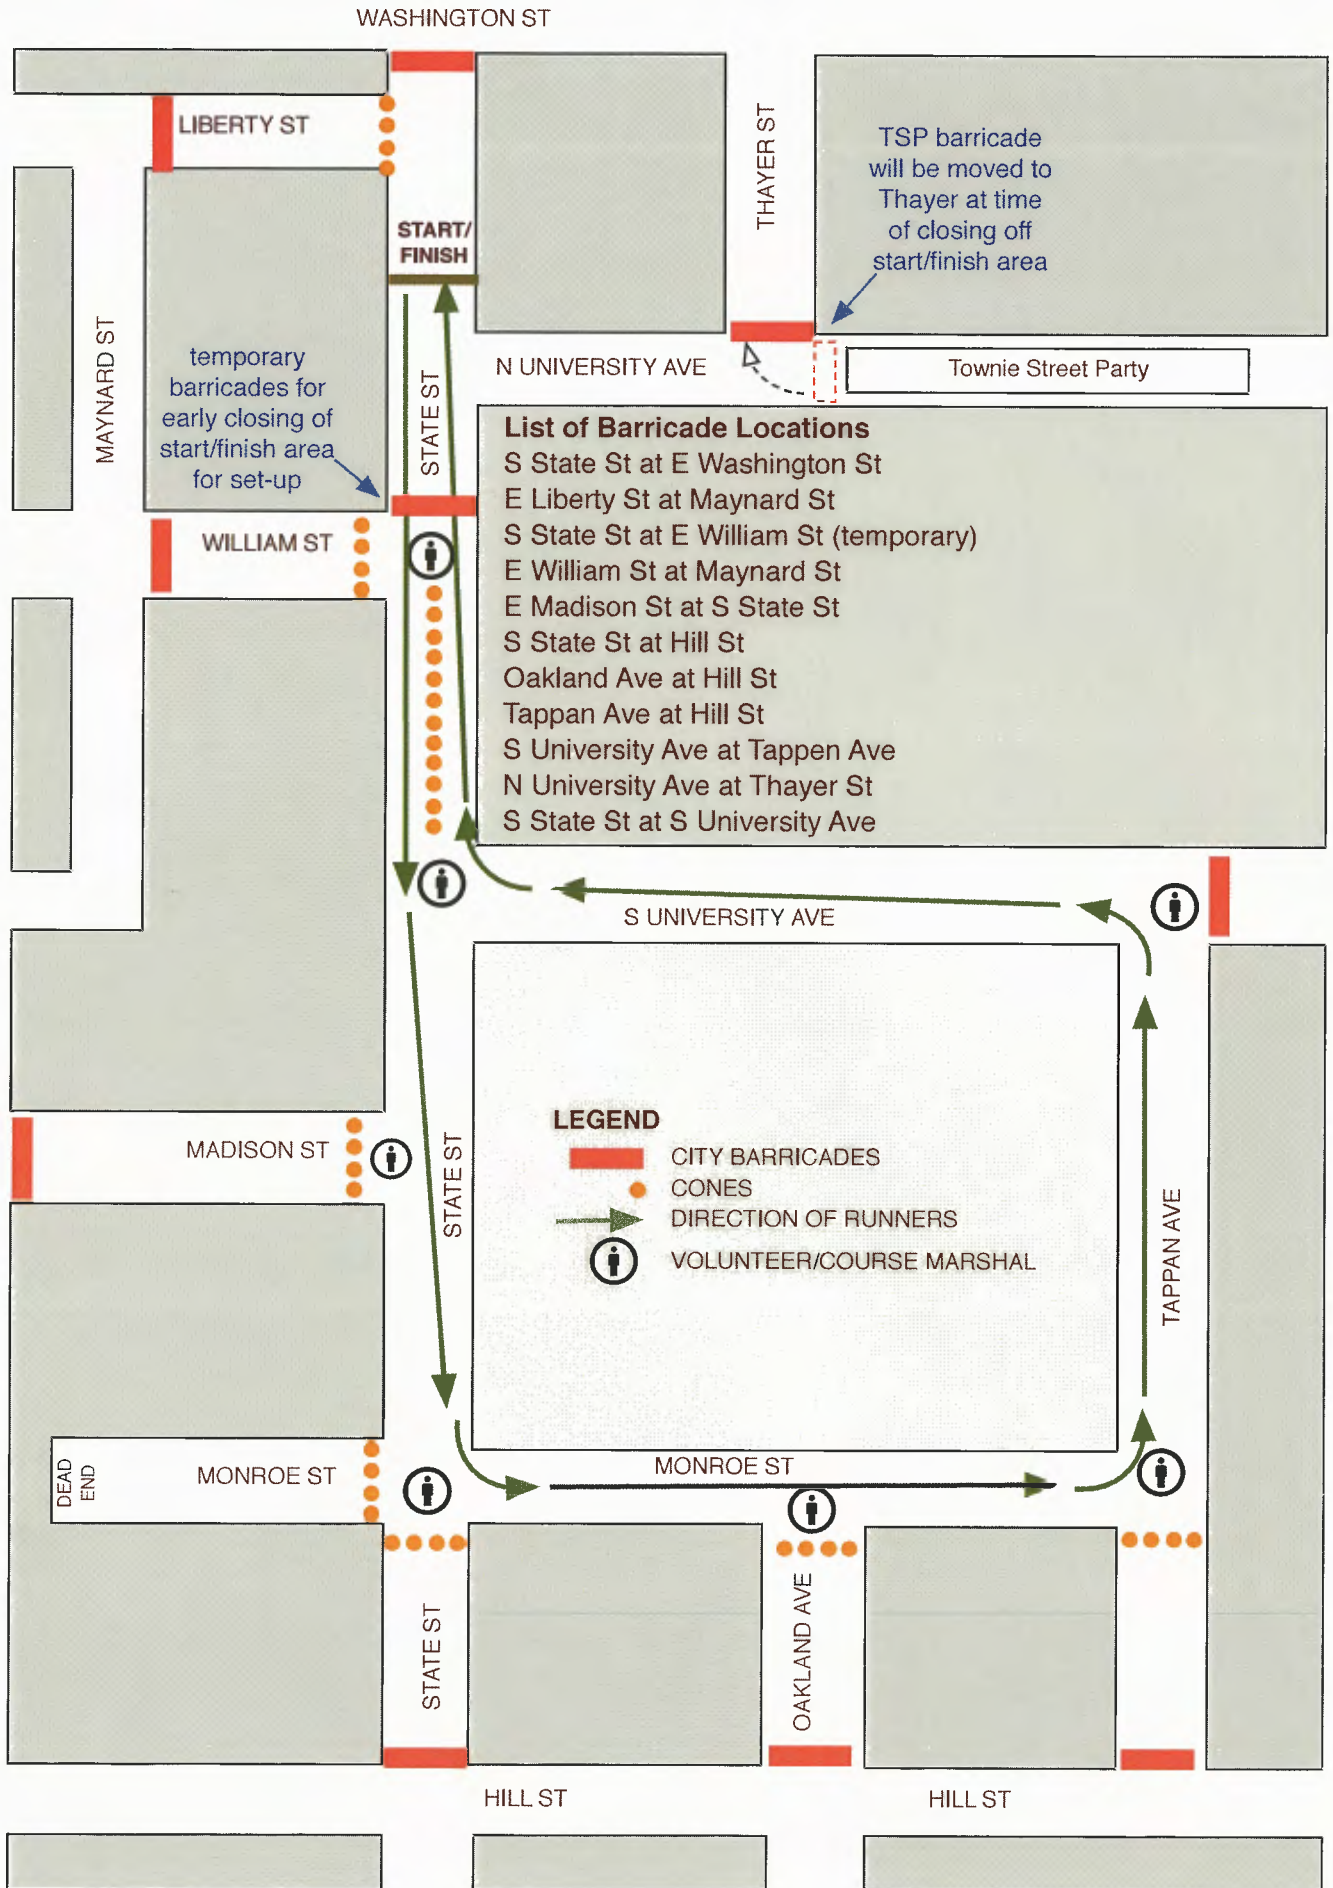 WASHINGTON ST
LIBERTY ST
THAYER ST
TSP barricade
will be moved to
Thayer at time
of closing off
start/finish area
START/
FINISH
MAYNARD ST
temporary
barricades for
early closing of
start/finish area
for set-up
STATE ST
N UNIVERSITY AVE
Townie Street Party
List of Barricade Locations
S State St at E Washington St
E Liberty St at Maynard St
S State St at E William St (temporary)
E William St at Maynard St
E Madison St at S State St
S State St at Hill St
Oakland Ave at Hill St
Tappan Ave at Hill St
S University Ave at Tappen Ave
N University Ave at Thayer St
S State St at S University Ave
WILLIAM ST
S UNIVERSITY AVE
MADISON ST
STATE ST
LEGEND
CITY BARRICADES
CONES
DIRECTION OF RUNNERS
VOLUNTEER/COURSE MARSHAL
TAPPAN AVE
DEAD
END
MONROE ST
MONROE ST
STATE ST
OAKLAND AVE
HILL ST
HILL ST